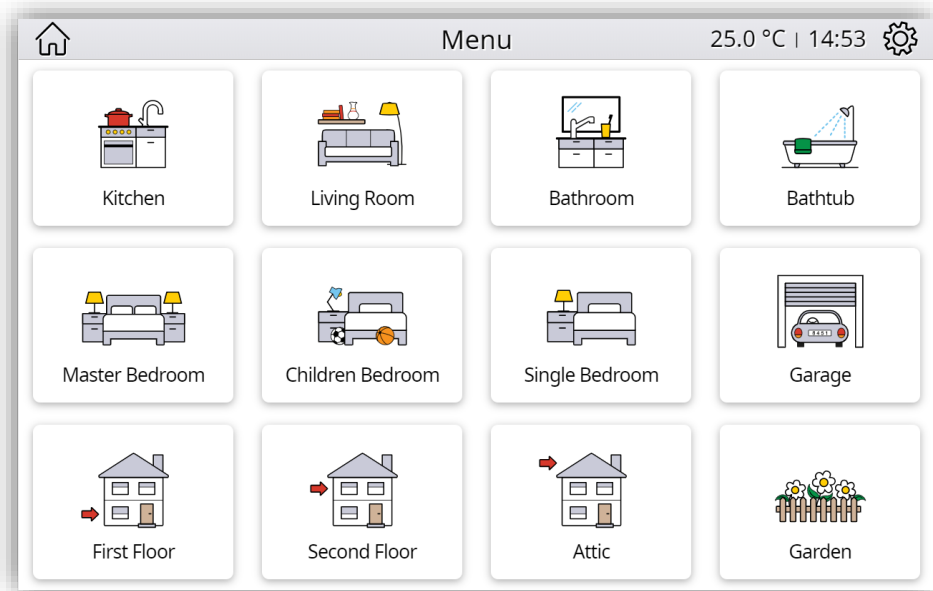 Menu
25.0 °C | 14:53
Kitchen
Living Room
Bathroom
Bathtub
Master Bedroom
Children Bedroom
Single Bedroom
Garage
First Floor
Second Floor
Attic
Garden